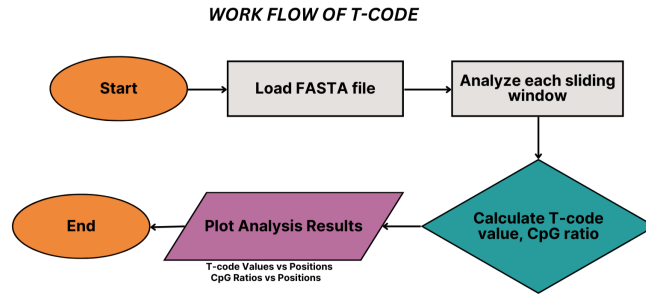 WORK FLOW OF T-CODE
Start
Load FASTA file
Analyze each sliding
window
Calculate T-code
value, CpG ratio
Plot Analysis Results
T-code Values vs Positions
CpG Ratios vs Positions
End